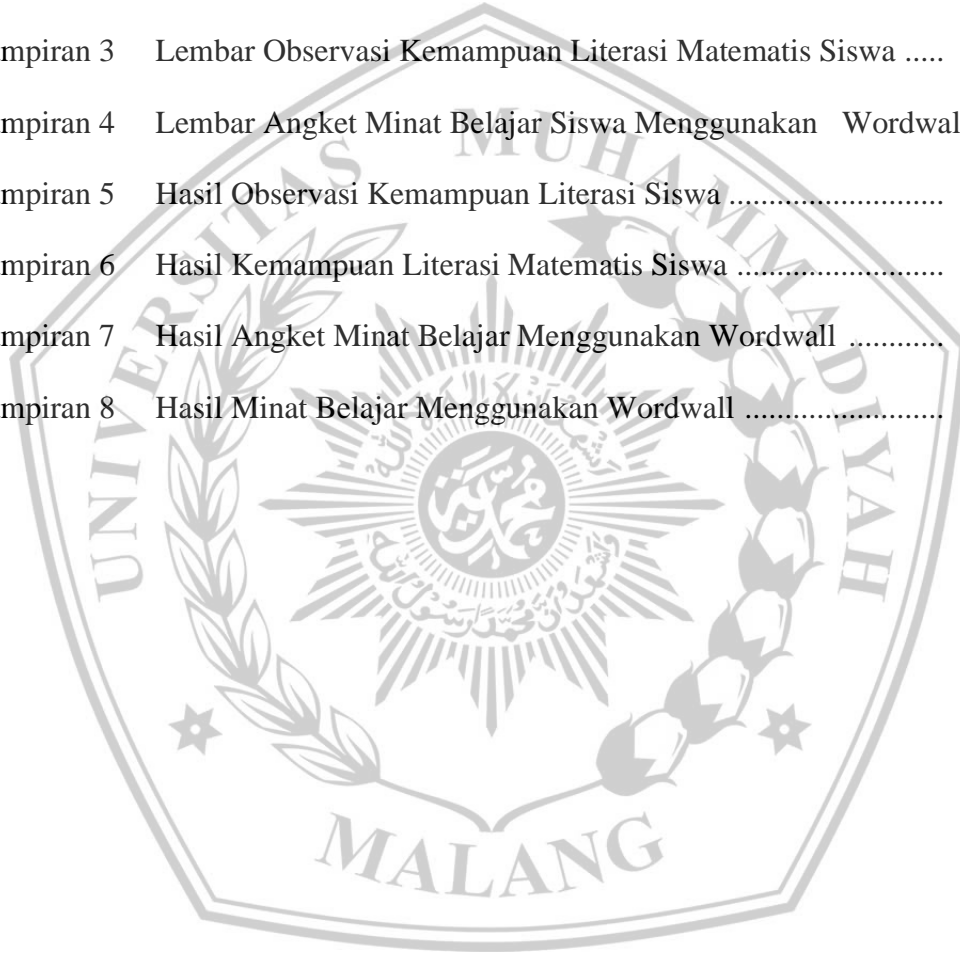 mpiran 3 Lembar Observasi Kemampuan Literasi Matematis Siswa .....
mpiran 4 Lembar Angket Minat Belajar Siswa Menggunakan Wordwal
mpiran 5 Hasil Observasi Kemampuan Literasi Siswa ...........................
mpiran 6 Hasil Kemampuan Literasi Matematis Siswa ..........................
mpiran 7 Hasil Angket Minat Belajar Menggunakan Wordwall ............
mpiran 8 Hasil Minat Belajar Menggunakan Wordwall .........................
UNIVERSITAS MUHAMMADIYAH
MALANG